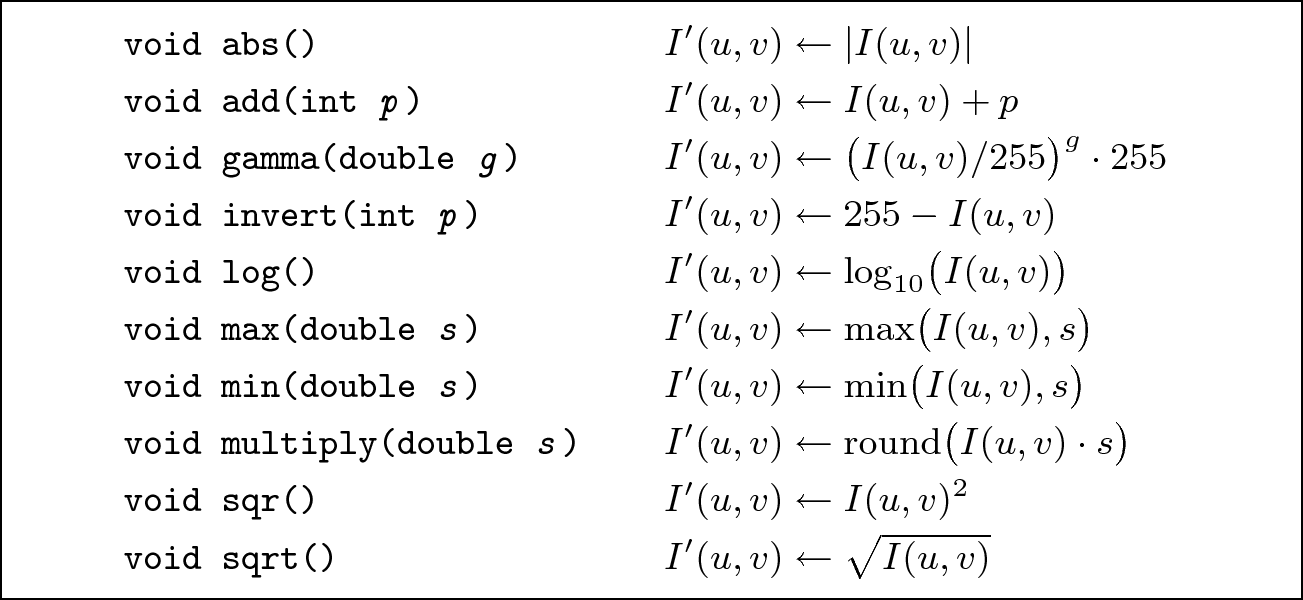 void abs() I′(u, v) ← |I(u, v)|
void add(int p) I′(u, v) ← I(u, v) + p
void gamma(double g) I′(u, v) ← (I(u, v)/255)^g · 255
void invert(int p) I′(u, v) ← 255 − I(u, v)
void log() I′(u, v) ← log₁₀(I(u, v))
void max(double s) I′(u, v) ← max(I(u, v), s)
void min(double s) I′(u, v) ← min(I(u, v), s)
void multiply(double s) I′(u, v) ← round(I(u, v) · s)
void sqr() I′(u, v) ← I(u, v)²
void sqrt() I′(u, v) ← √I(u, v)